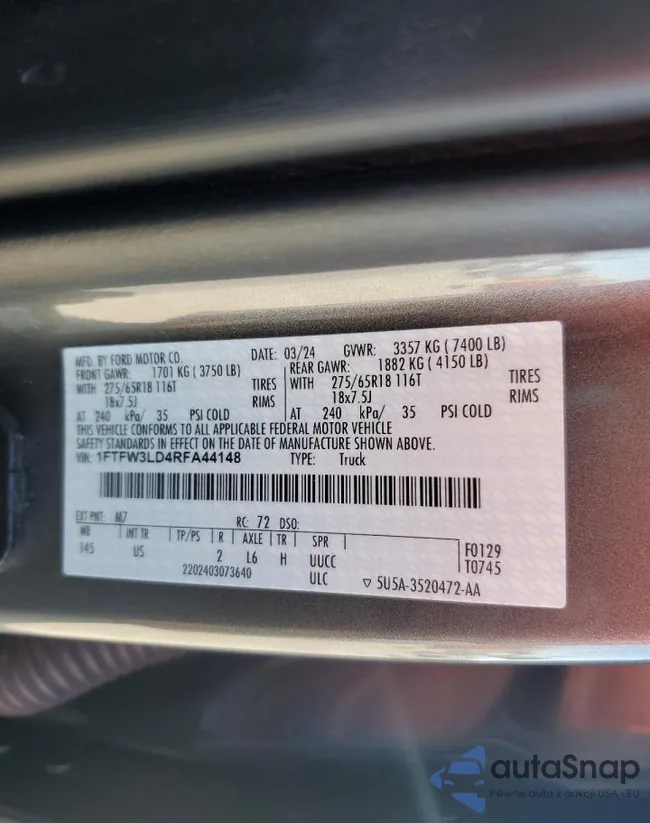 MFD. BY FORD MOTOR CO. DATE: 03/24 GVWR: 3357 KG ( 7400 LB)
FRONT GAWR: 1701 KG ( 3750 LB) REAR GAWR: 1882 KG ( 4150 LB)
WITH 275/65R18 116T TIRES WITH 275/65R18 116T TIRES
18x7.5J RIMS 18x7.5J RIMS
AT 240 kPa/ 35 PSI COLD AT 240 kPa/ 35 PSI COLD
THIS VEHICLE CONFORMS TO ALL APPLICABLE FEDERAL MOTOR VEHICLE
SAFETY STANDARDS IN EFFECT ON THE DATE OF MANUFACTURE SHOWN ABOVE.
VIN: 1FTFW3LD4RFA44148 TYPE: Truck
EXT PNT: M7 RC: 72 DSO:
WB INT TR TP/PS R AXLE TR SPR
145 US 2 L6 H UUCC
2202403073640 ULC
F0129
T0745
▽ 5U5A-3520472-AA
autaSnap
Pewne auta z aukcji USA i EU